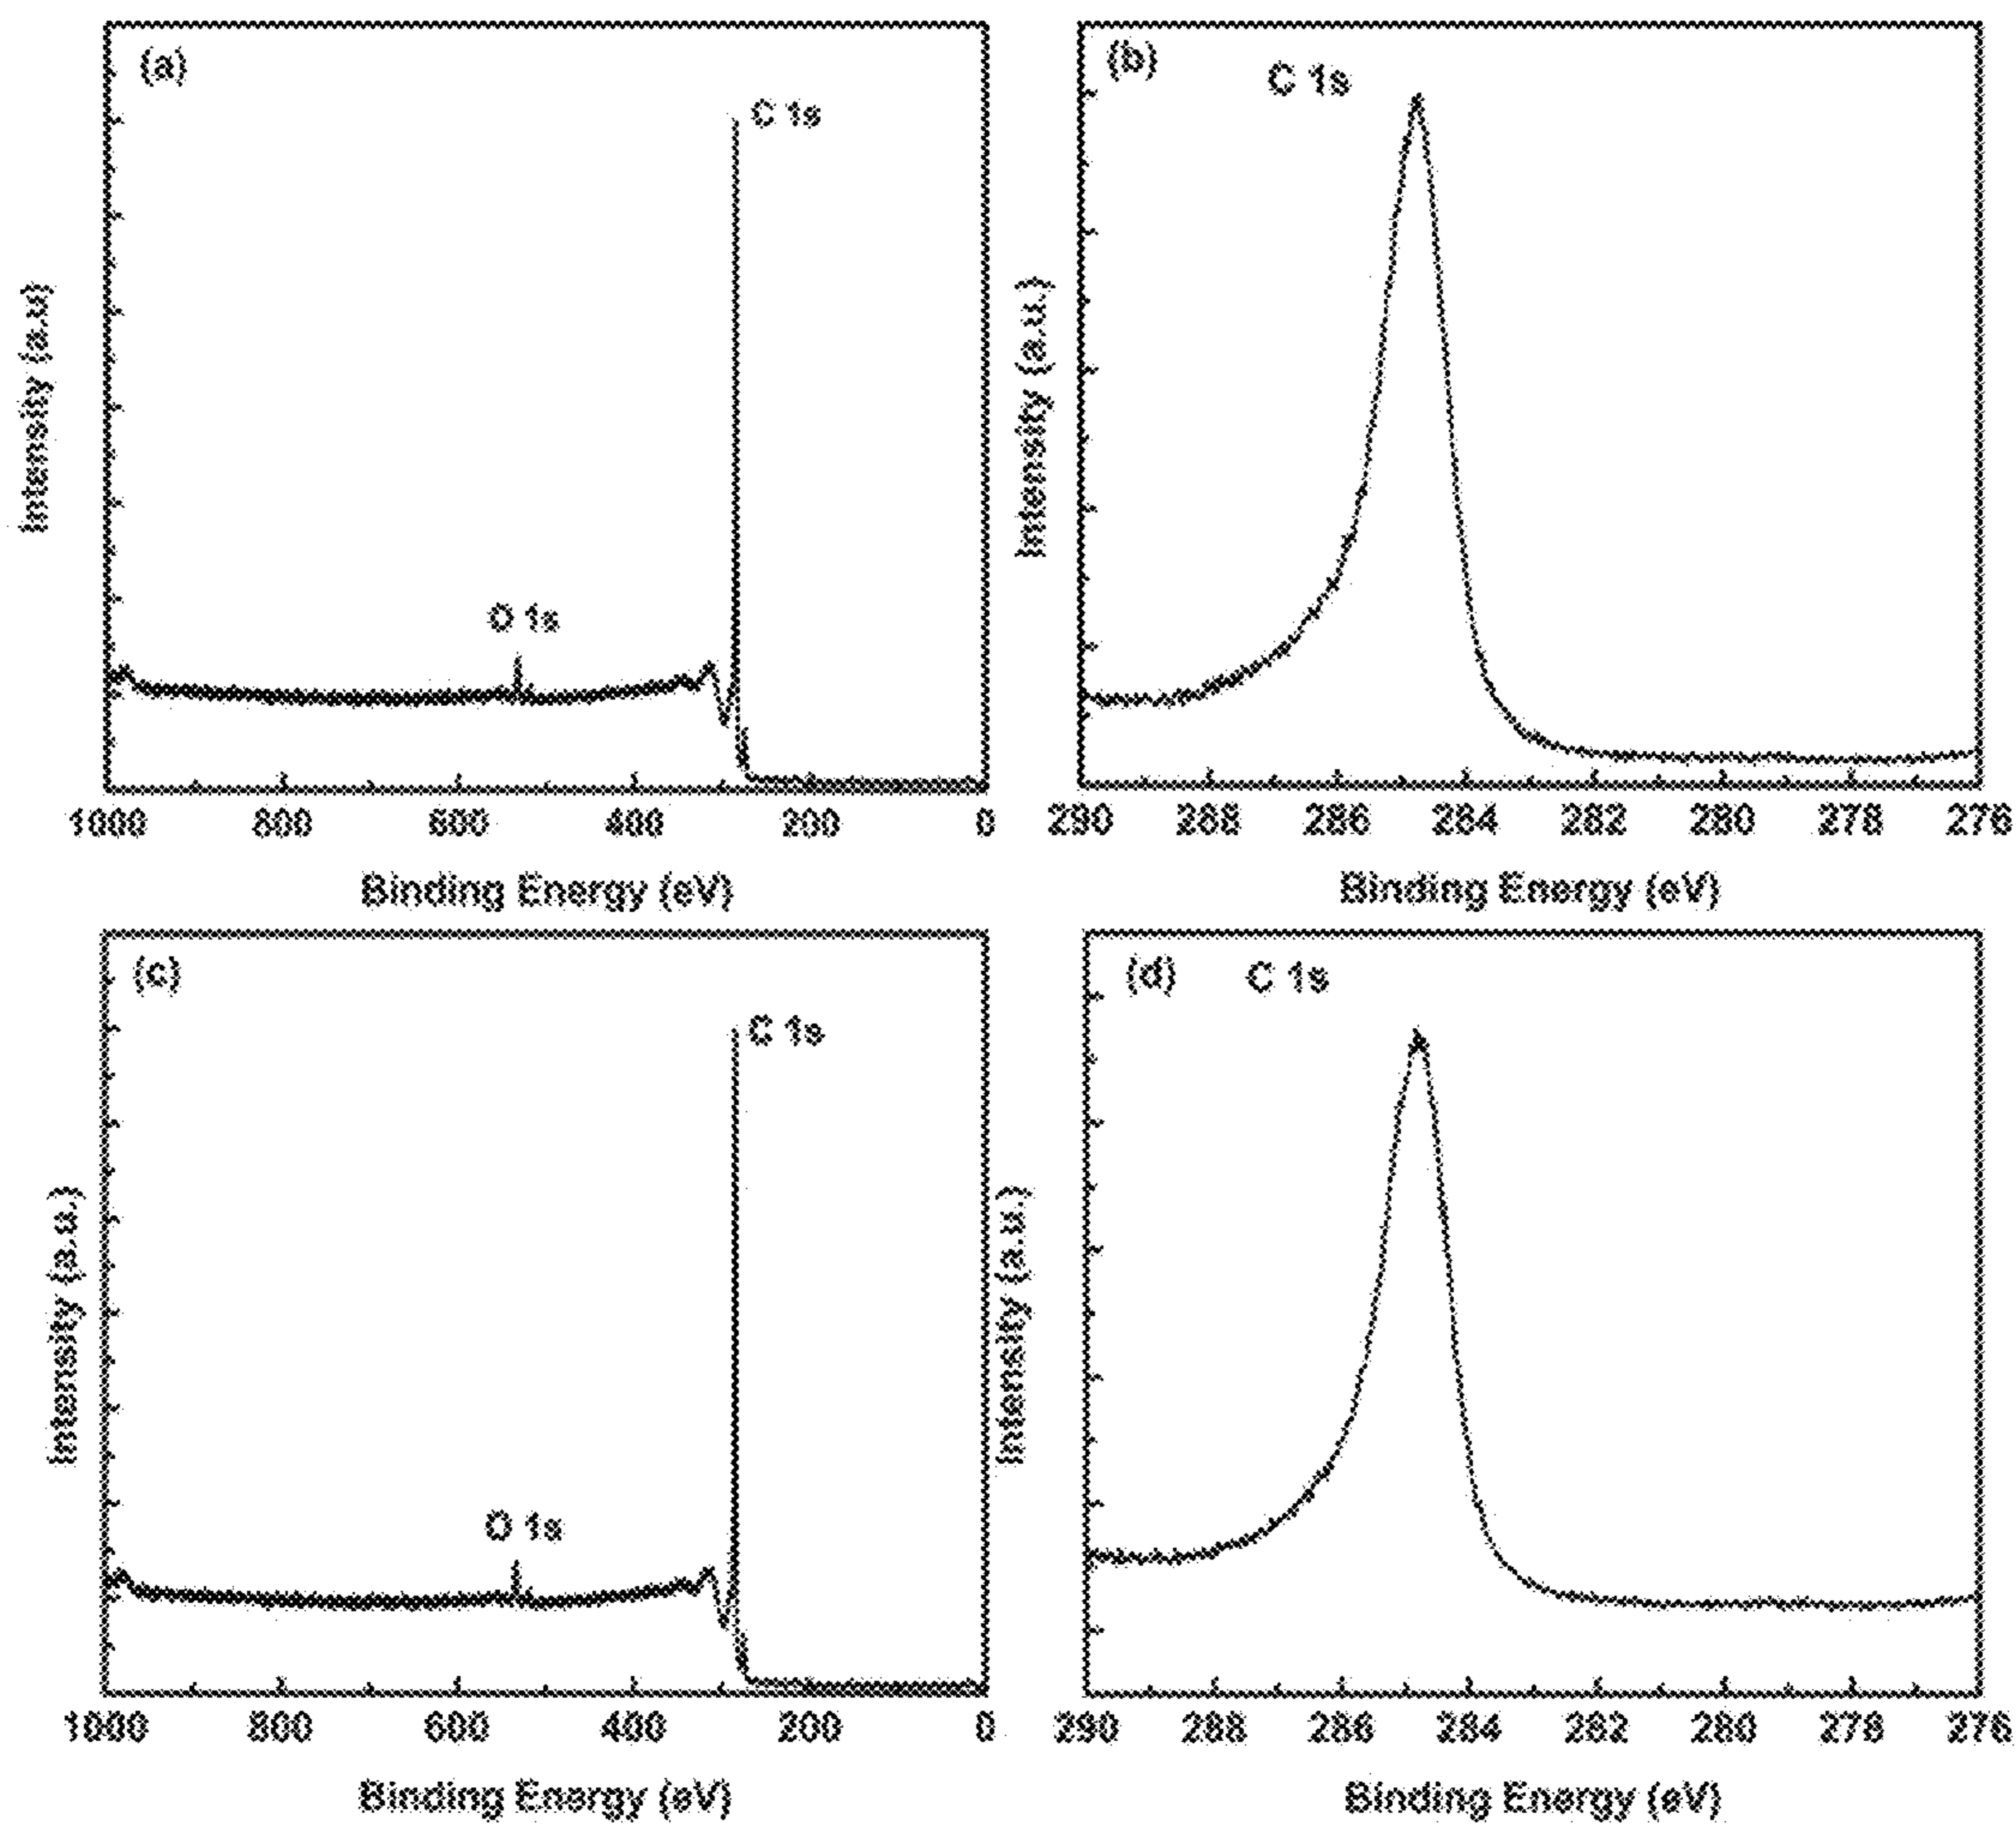 (a)
C 1s
O 1s
Intensity (a.u)
1000 800 600 400 200 0
Binding Energy (eV)
(b)
C 1s
Intensity (a.u.)
290 288 286 284 282 280 278 276
Binding Energy (eV)
(c)
C 1s
O 1s
Intensity (a.u.)
1000 800 600 400 200 0
Binding Energy (eV)
(d)
C 1s
Intensity (a.u.)
290 288 286 284 282 280 278 276
Binding Energy (eV)